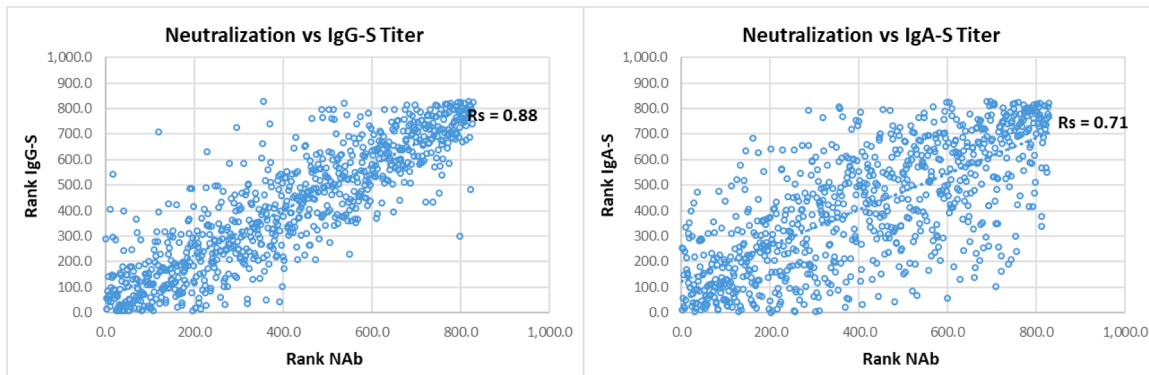 Neutralization vs IgG-S Titer
1,000.0
900.0
800.0
700.0
600.0
500.0
400.0
300.0
200.0
100.0
0.0
Rank IgG-S
Rs = 0.88
0.0 200.0 400.0 600.0 800.0 1,000.0
Rank NAb
Neutralization vs IgA-S Titer
1,000.0
900.0
800.0
700.0
600.0
500.0
400.0
300.0
200.0
100.0
0.0
Rank IgA-S
Rs = 0.71
0.0 200.0 400.0 600.0 800.0 1,000.0
Rank NAb